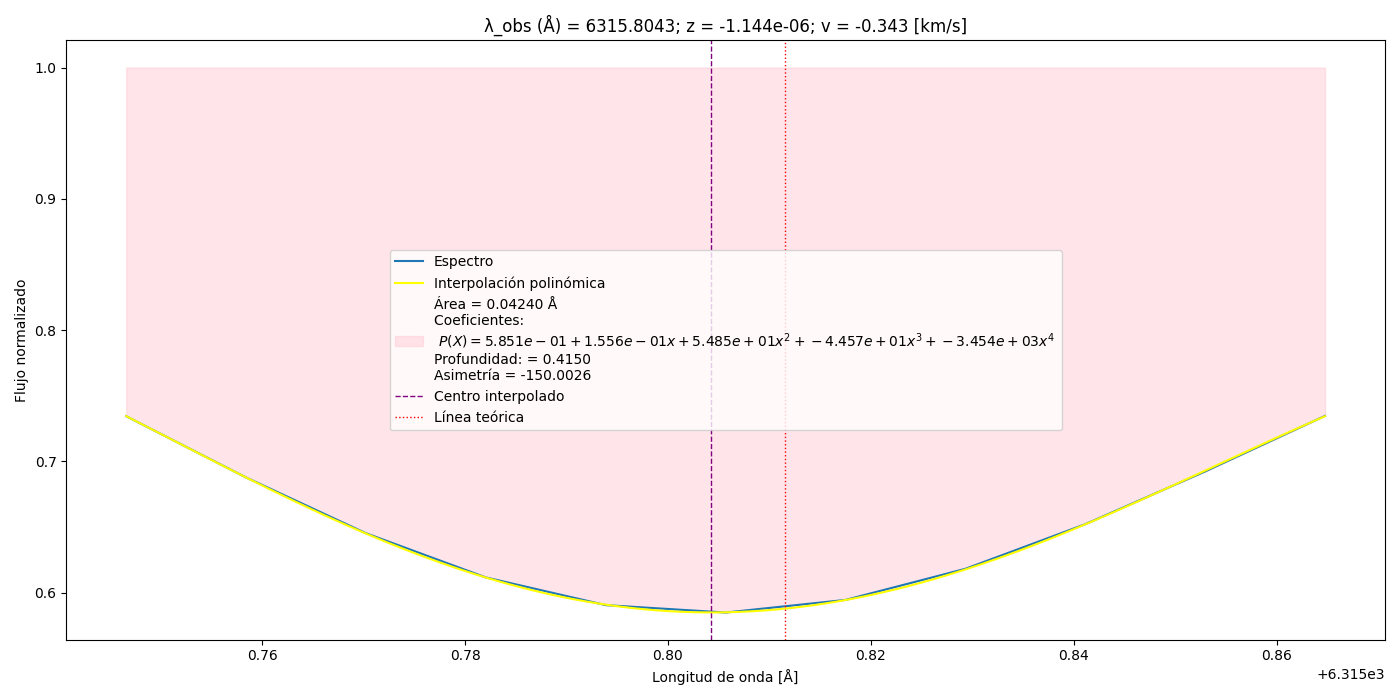 λ_obs (Å) = 6315.8043; z = -1.144e-06; v = -0.343 [km/s]
Flujo normalizado
1.0
0.9
0.8
0.7
0.6
Espectro
Interpolación polinómica
Área = 0.04240 Å
Coeficientes:
P(X) = 5.851e − 01 + 1.556e − 01x + 5.485e + 01x² + −4.457e + 01x³ + −3.454e + 03x⁴
Profundidad: = 0.4150
Asimetría = -150.0026
Centro interpolado
Línea teórica
0.76 0.78 0.80 0.82 0.84 0.86
+6.315e3
Longitud de onda [Å]